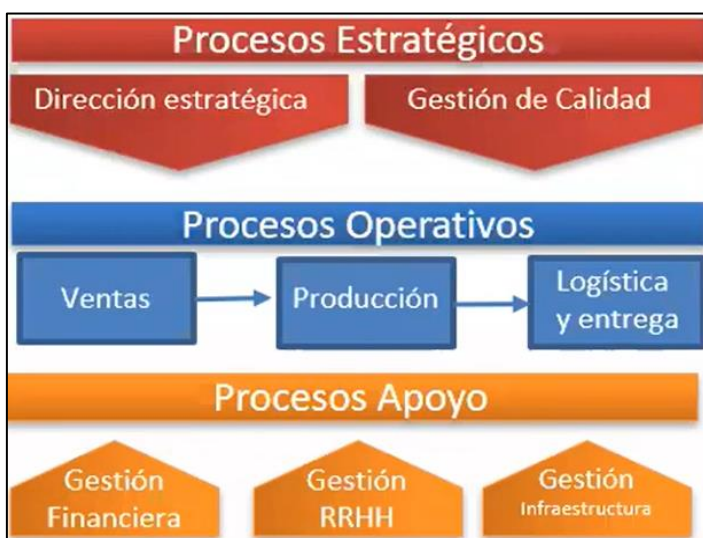 Procesos Estratégicos
Dirección estratégica
Gestión de Calidad
Procesos Operativos
Ventas
Producción
Logística
y entrega
Procesos Apoyo
Gestión
Financiera
Gestión
RRHH
Gestión
Infraestructura